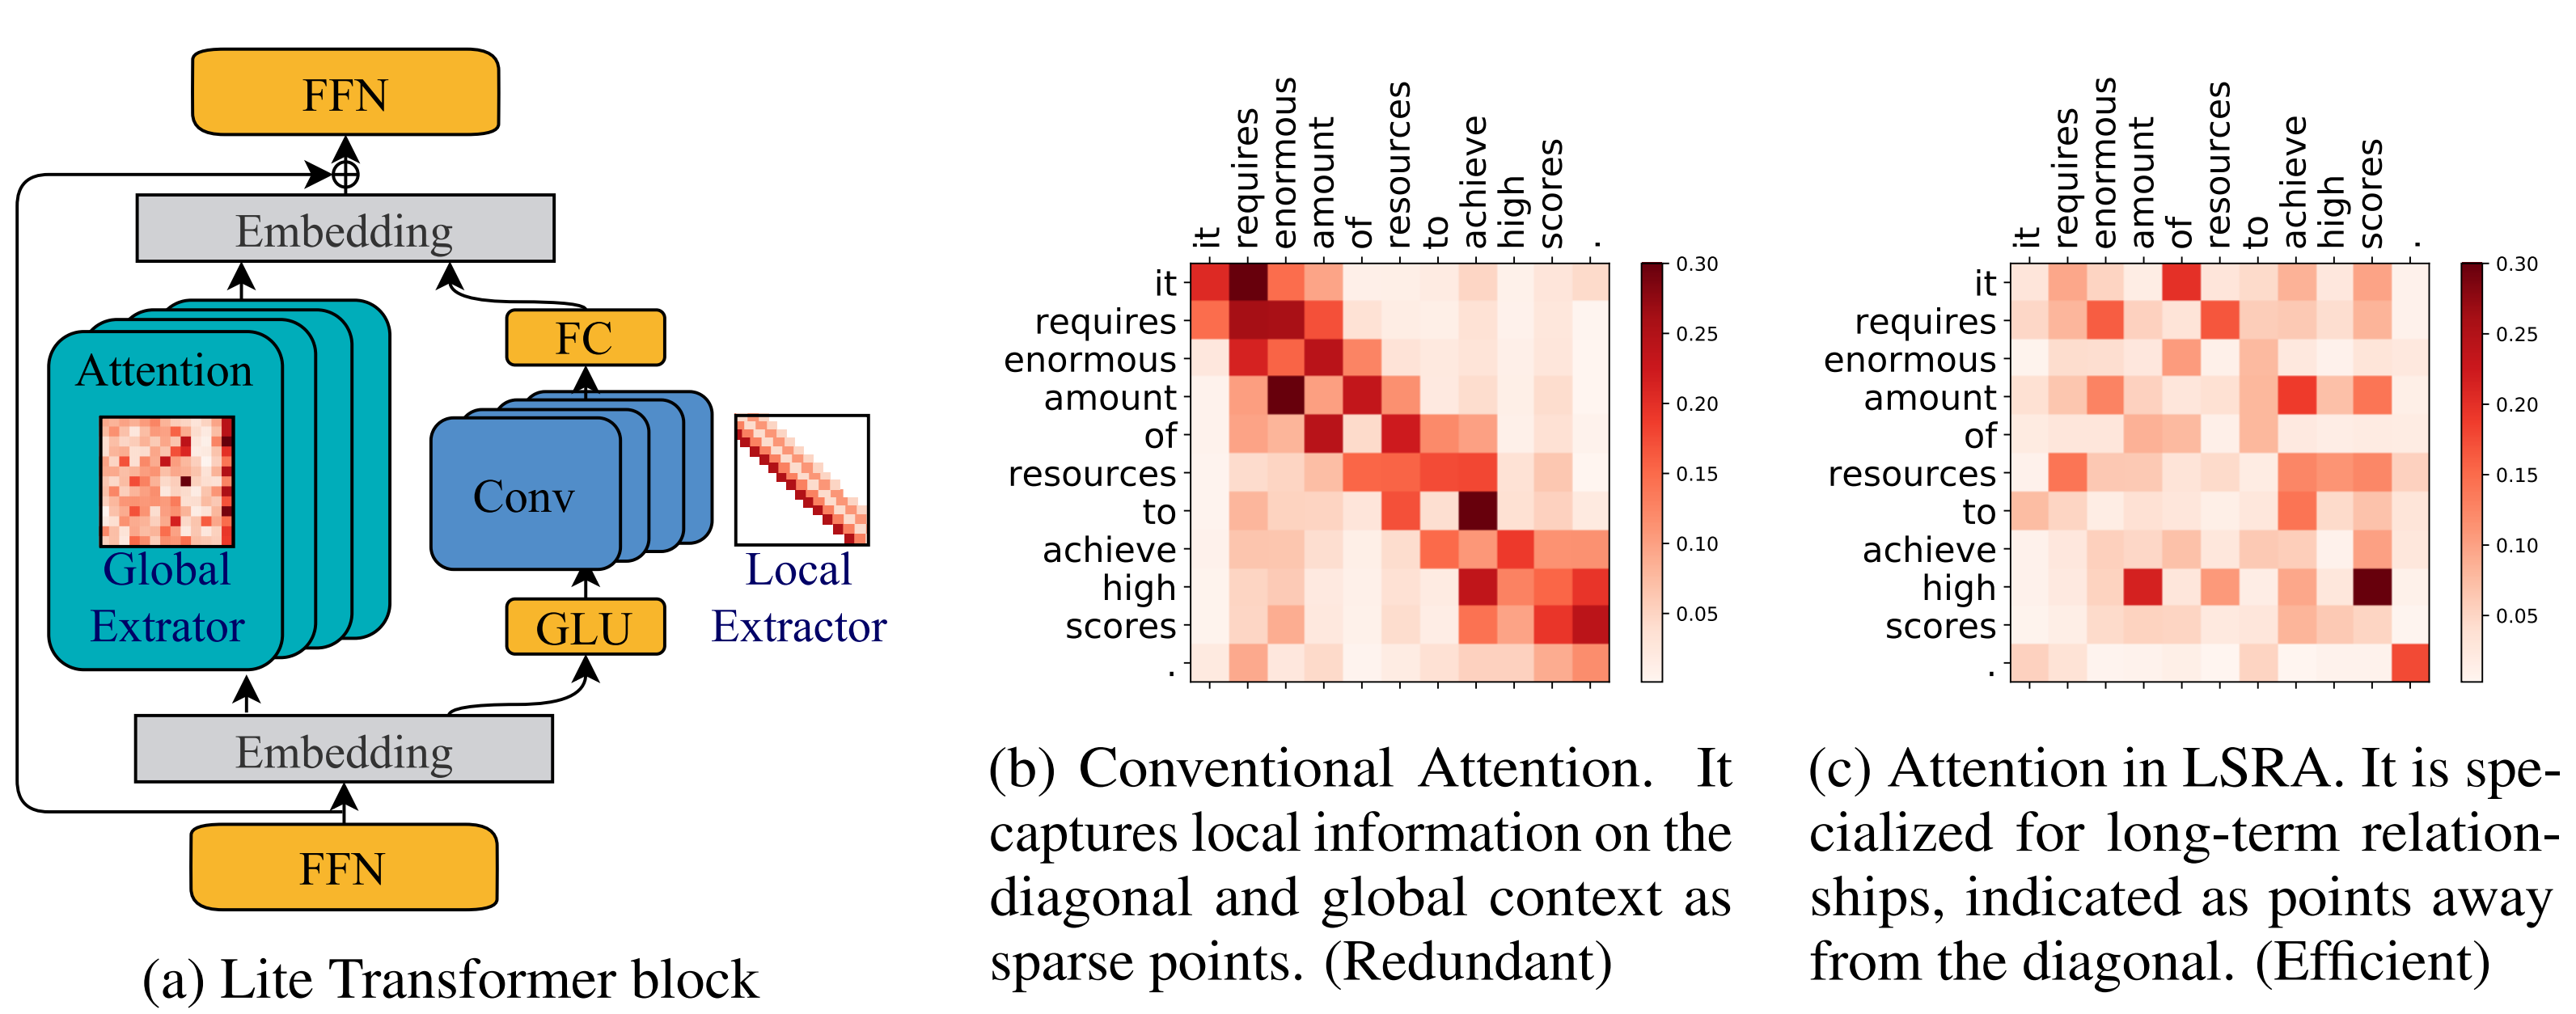 FFN
Embedding
Attention
Global
Extrator
FC
Conv
GLU
Local
Extractor
Embedding
FFN
(a) Lite Transformer block
it requires enormous amount of resources to achieve high scores .
it
requires
enormous
amount
of
resources
to
achieve
high
scores
.
0.30
0.25
0.20
0.15
0.10
0.05
(b) Conventional Attention. It
captures local information on the
diagonal and global context as
sparse points. (Redundant)
it requires enormous amount of resources to achieve high scores .
it
requires
enormous
amount
of
resources
to
achieve
high
scores
.
0.30
0.25
0.20
0.15
0.10
0.05
(c) Attention in LSRA. It is spe-
cialized for long-term relation-
ships, indicated as points away
from the diagonal. (Efficient)